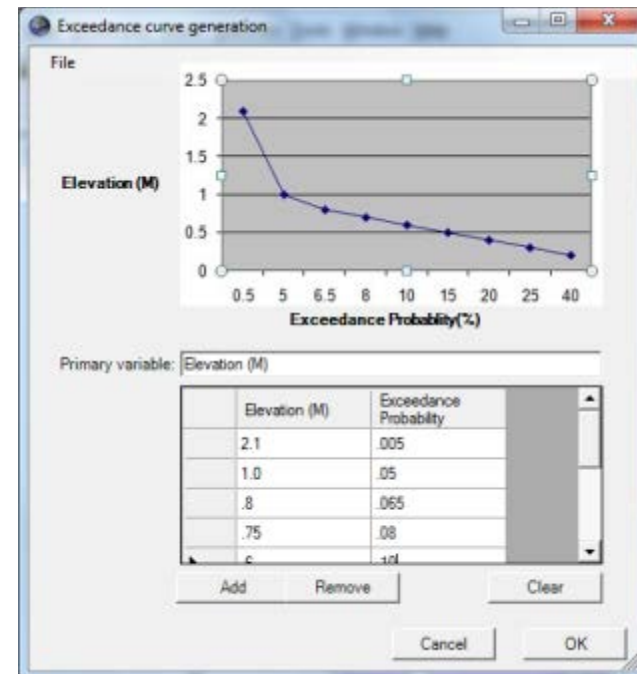 Exceedance curve generation
File
2.5
2
1.5
Elevation (M)
1
0.5
0
0.5 5 6.5 8 10 15 20 25 40
Exceedance Probablity(%)
Primary variable: Elevation (M)
Elevation (M) Exceedance
Probability
2.1 .005
1.0 .05
.8 .065
.75 .08
.10
Add Remove Clear
Cancel OK